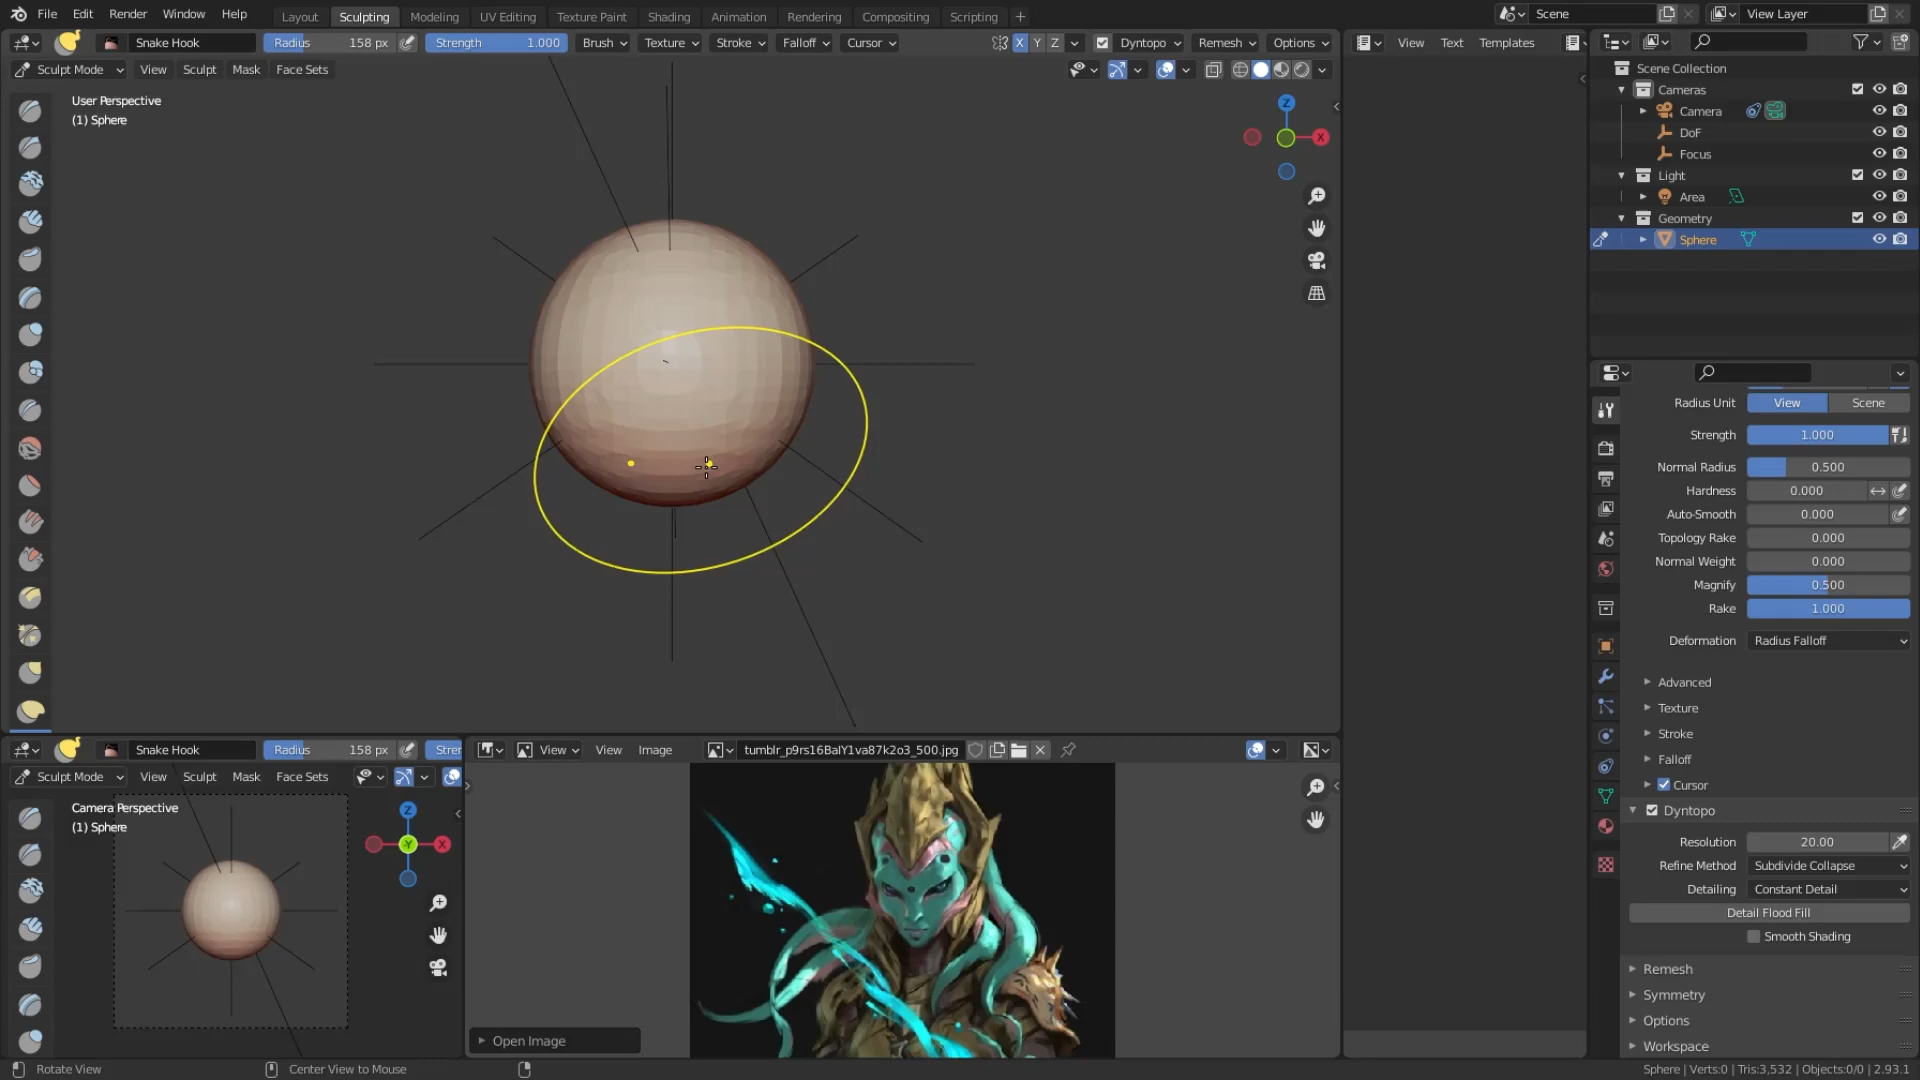 File Edit Render Window Help Layout Sculpting Modeling UV Editing Texture Paint Shading Animation Rendering Compositing Scripting + Scene View Layer
Snake Hook Radius 158 px Strength 1.000 Brush Texture Stroke Falloff Cursor X Y Z Dyntopo Remesh Options View Text Templates
Sculpt Mode View Sculpt Mask Face Sets
User Perspective
(1) Sphere
Z
X
Scene Collection
Cameras
Camera
DoF
Focus
Light
Area
Geometry
Sphere
Radius Unit View Scene
Strength 1.000
Normal Radius 0.500
Hardness 0.000
Auto-Smooth 0.000
Topology Rake 0.000
Normal Weight 0.000
Magnify 0.500
Rake 1.000
Deformation Radius Falloff
Advanced
Texture
Stroke
Falloff
Cursor
Dyntopo
Resolution 20.00
Refine Method Subdivide Collapse
Detailing Constant Detail
Detail Flood Fill
Smooth Shading
Remesh
Symmetry
Options
Workspace
Snake Hook Radius 158 px Strer View View Image tumblr_p9rs16BalY1va87k2o3_500.jpg
Sculpt Mode View Sculpt Mask Face Sets
Camera Perspective
(1) Sphere
Z
Y X
Open Image
Rotate View Center View to Mouse Sphere | Verts:0 | Tris:3,532 | Objects:0/0 | 2.93.1